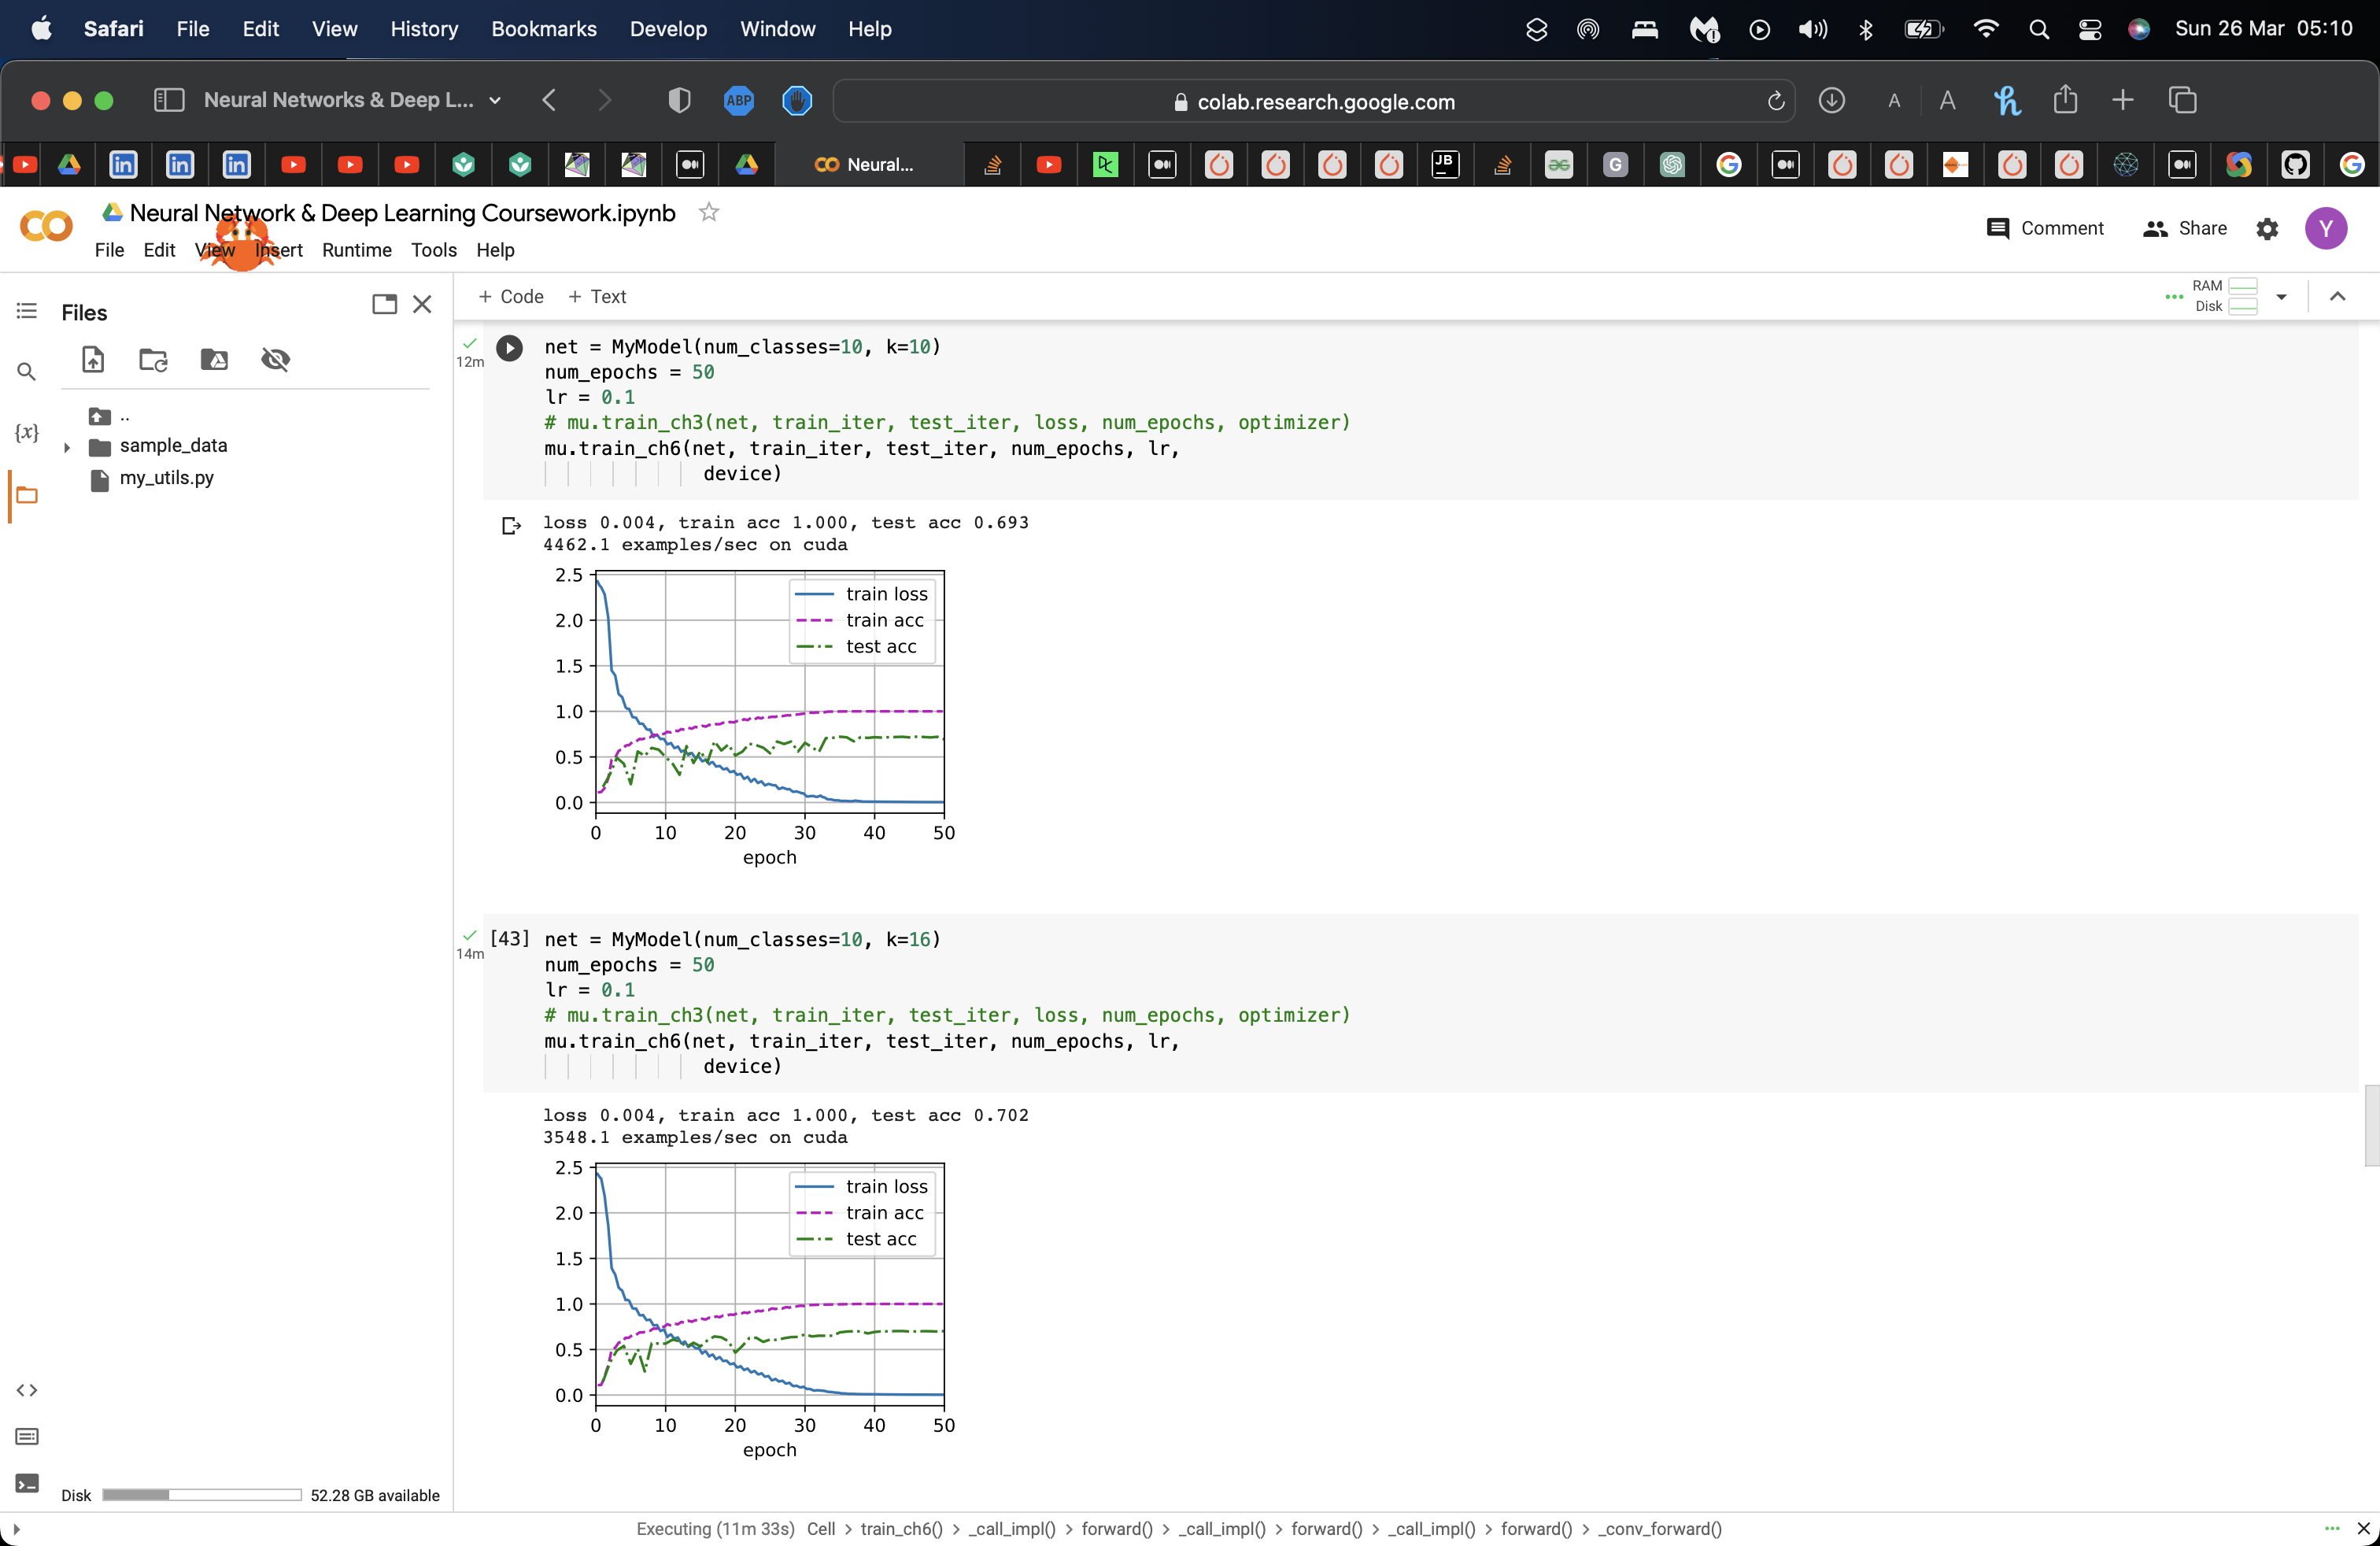 Safari File Edit View History Bookmarks Develop Window Help Sun 26 Mar 05:10
Neural Networks & Deep L... ABP colab.research.google.com A A
Neural... JB G
Neural Network & Deep Learning Coursework.ipynb
File Edit View Insert Runtime Tools Help
Comment Share Y
Files
+ Code + Text
RAM
Disk
{x}
..
sample_data
my_utils.py
12m
net = MyModel(num_classes=10, k=10)
num_epochs = 50
lr = 0.1
# mu.train_ch3(net, train_iter, test_iter, loss, num_epochs, optimizer)
mu.train_ch6(net, train_iter, test_iter, num_epochs, lr,
device)
loss 0.004, train acc 1.000, test acc 0.693
4462.1 examples/sec on cuda
2.5
2.0
1.5
1.0
0.5
0.0
train loss
train acc
test acc
0 10 20 30 40 50
epoch
14m
[43] net = MyModel(num_classes=10, k=16)
num_epochs = 50
lr = 0.1
# mu.train_ch3(net, train_iter, test_iter, loss, num_epochs, optimizer)
mu.train_ch6(net, train_iter, test_iter, num_epochs, lr,
device)
loss 0.004, train acc 1.000, test acc 0.702
3548.1 examples/sec on cuda
2.5
2.0
1.5
1.0
0.5
0.0
train loss
train acc
test acc
0 10 20 30 40 50
epoch
Disk 52.28 GB available
Executing (11m 33s) Cell > train_ch6() > _call_impl() > forward() > _call_impl() > forward() > _call_impl() > forward() > _conv_forward()